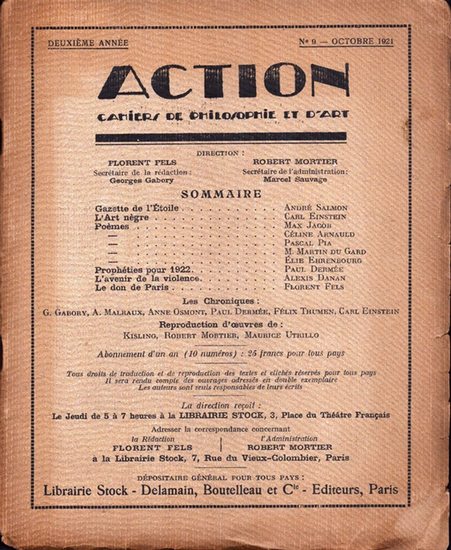 DEUXIÈME ANNÉE Nº 9 — OCTOBRE 1921
ACTION
CAHIERS DE PHILOSOPHIE ET D'ART
DIRECTION :
FLORENT FELS ROBERT MORTIER
Secrétaire de la rédaction : Secrétaire de l'administration :
Georges Gabory Marcel Sauvage
SOMMAIRE
Gazette de l'Étoile . . . . . . . . . . ANDRÉ SALMON
L'Art nègre . . . . . . . . . . CARL EINSTEIN
Poèmes . . . . . . . . . . MAX JACOB
— . . . . . . . . . . CÉLINE ARNAULD
— . . . . . . . . . . PASCAL PIA
— . . . . . . . . . . M. MARTIN DU GARD
— . . . . . . . . . . ÉLIE EHRENBOURG
Prophéties pour 1922. . . . . . . . . . PAUL DERMÉE
L'avenir de la violence. . . . . . . . . . ALEXIS DANAN
Le don de Paris . . . . . . . . . . FLORENT FELS
Les Chroniques :
G. GABORY, A. MALRAUX, ANNE OSMONT, PAUL DERMÉE, FÉLIX THUMEN, CARL EINSTEIN
Reproduction d'œuvres de :
KISLING, ROBERT MORTIER, MAURICE UTRILLO
Abonnement d'un an (10 numéros) : 25 francs pour tous pays
Tous droits de traduction et de reproduction des textes et clichés réservés pour tous pays
Il sera rendu compte des ouvrages adressés en double exemplaire
Les auteurs sont seuls responsables de leurs écrits
La direction reçoit :
Le Jeudi de 5 à 7 heures à la LIBRAIRIE STOCK, 3, Place du Théâtre Français
Adresser la correspondance concernant
la Rédaction l'Administration
FLORENT FELS ROBERT MORTIER
à la Librairie Stock, 7, Rue du Vieux-Colombier, Paris
DÉPOSITAIRE GÉNÉRAL POUR TOUS PAYS :
Librairie Stock - Delamain, Boutelleau et Cie - Editeurs, Paris